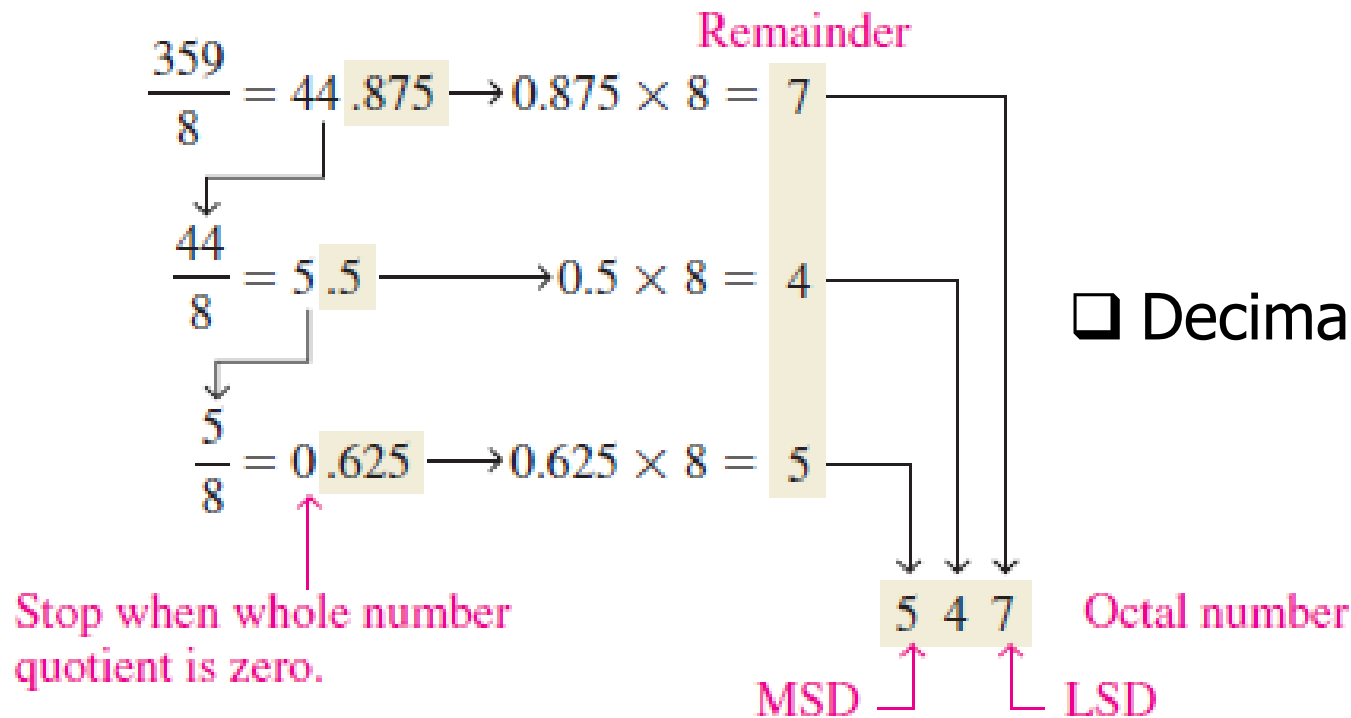 Remainder
359/8 = 44 .875 → 0.875 × 8 = 7
44/8 = 5 .5 → 0.5 × 8 = 4
❑ Decima
5/8 = 0 .625 → 0.625 × 8 = 5
Stop when whole number
quotient is zero.
5 4 7 Octal number
MSD LSD